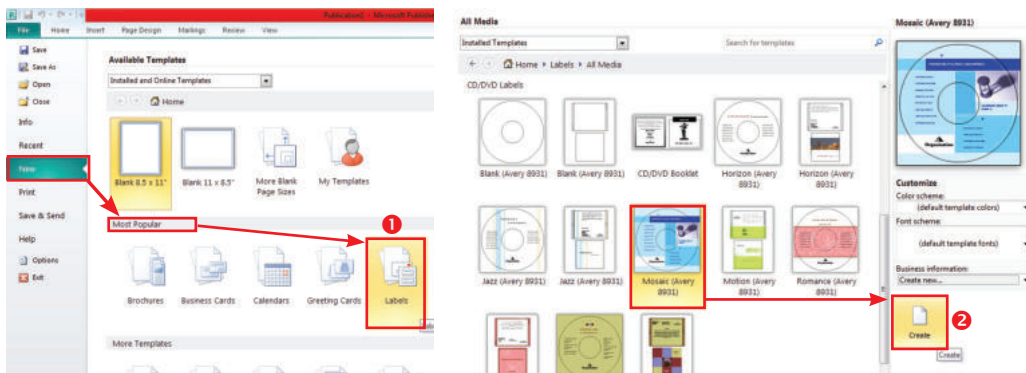 Publication1 - Microsoft Publisher
File Home Insert Page Design Mailings Review View
Save
Save As
Open
Close
Info
Recent
New
Print
Save & Send
Help
Options
Exit
Available Templates
Installed and Online Templates
Home
Blank 8.5 x 11"
Blank 11 x 8.5"
More Blank
Page Sizes
My Templates
Most Popular
1
Brochures
Business Cards
Calendars
Greeting Cards
Labels
More Templates
All Media
Installed Templates
Search for templates
Home Labels All Media
CD/DVD Labels
Blank (Avery 8931)
Blank (Avery 8931)
CD/DVD Booklet
Horizon (Avery
8931)
Horizon (Avery
8931)
Jazz (Avery 8931)
Jazz (Avery 8931)
Mosaic (Avery
8931)
Motion (Avery
8931)
Romance (Avery
8931)
Mosaic (Avery 8931)
Organization
Customize
Color scheme:
(default template colors)
Font scheme:
(default template fonts)
Business information:
Create new...
Create
2
Create